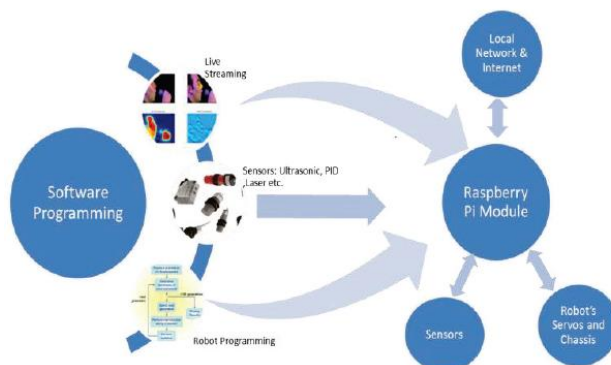 Live
Streaming
Local
Network &
Internet
Sensors: Ultrasonic, PID
,Laser etc.
Software
Programming
Raspberry
Pi Module
Robot Programming
Sensors
Robot's
Servos and
Chassis